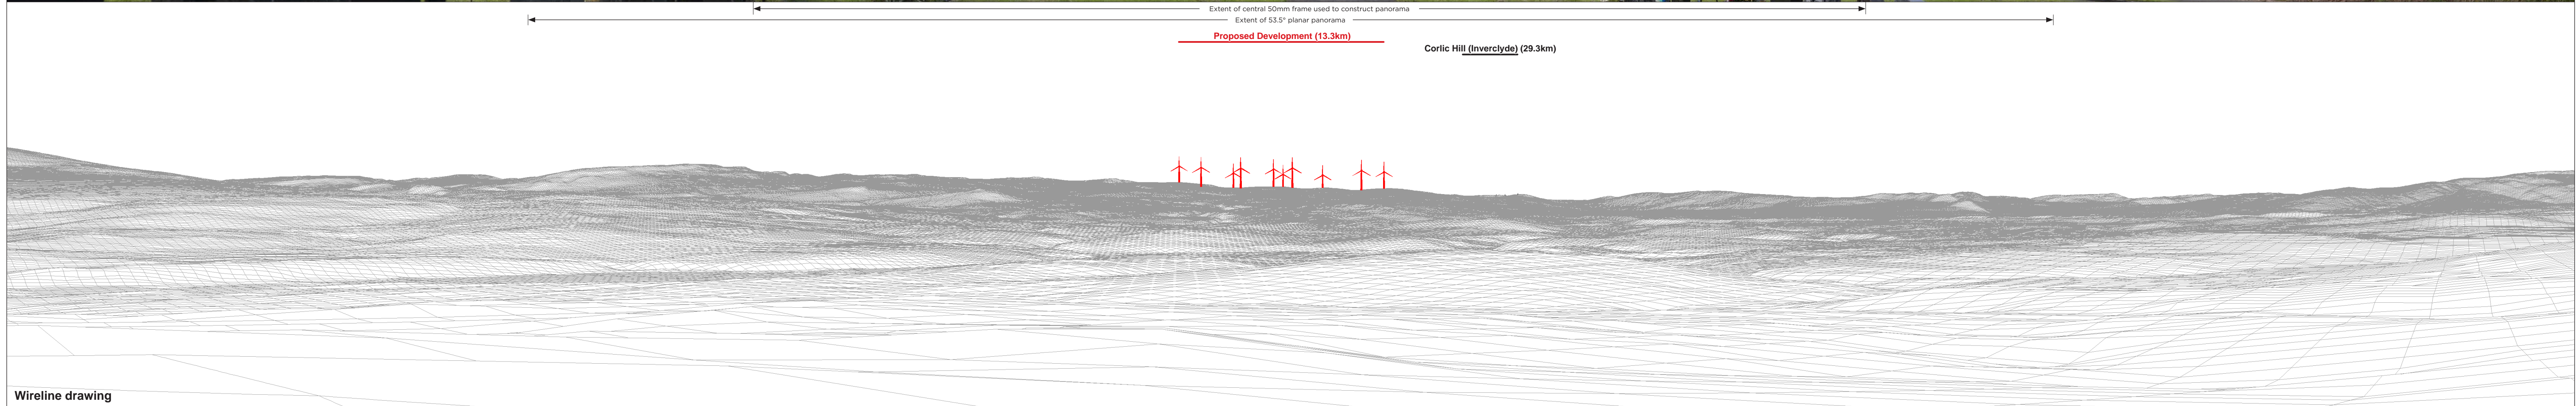 Extent of central 50mm frame used to construct panorama
Extent of 53.5° planar panorama
Proposed Development (13.3km)
Corlic Hill (Inverclyde) (29.3km)
Wireline drawing